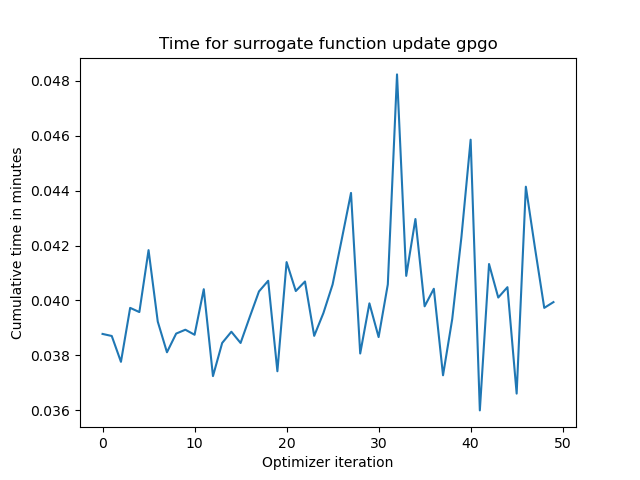 Time for surrogate function update gpgo
Cumulative time in minutes
0.048
0.046
0.044
0.042
0.040
0.038
0.036
0 10 20 30 40 50
Optimizer iteration